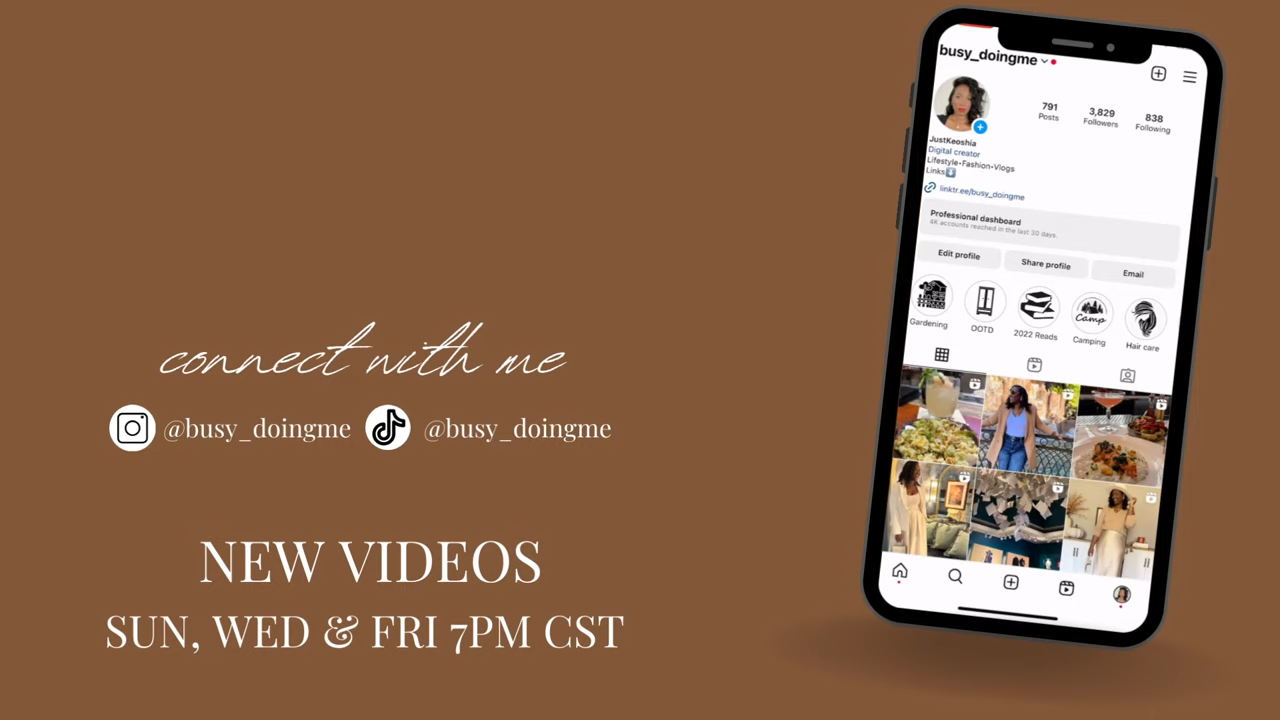 connect with me
@busy_doingme @busy_doingme
NEW VIDEOS
SUN, WED & FRI 7PM CST
busy_doingme
791 3,829 838
Posts Followers Following
JustKeoshia
Digital creator
Lifestyle•Fashion•Vlogs
Links⬇️
linktr.ee/busy_doingme
Professional dashboard
4K accounts reached in the last 30 days.
Edit profile Share profile Email
Camp
Gardening OOTD 2022 Reads Camping Hair care